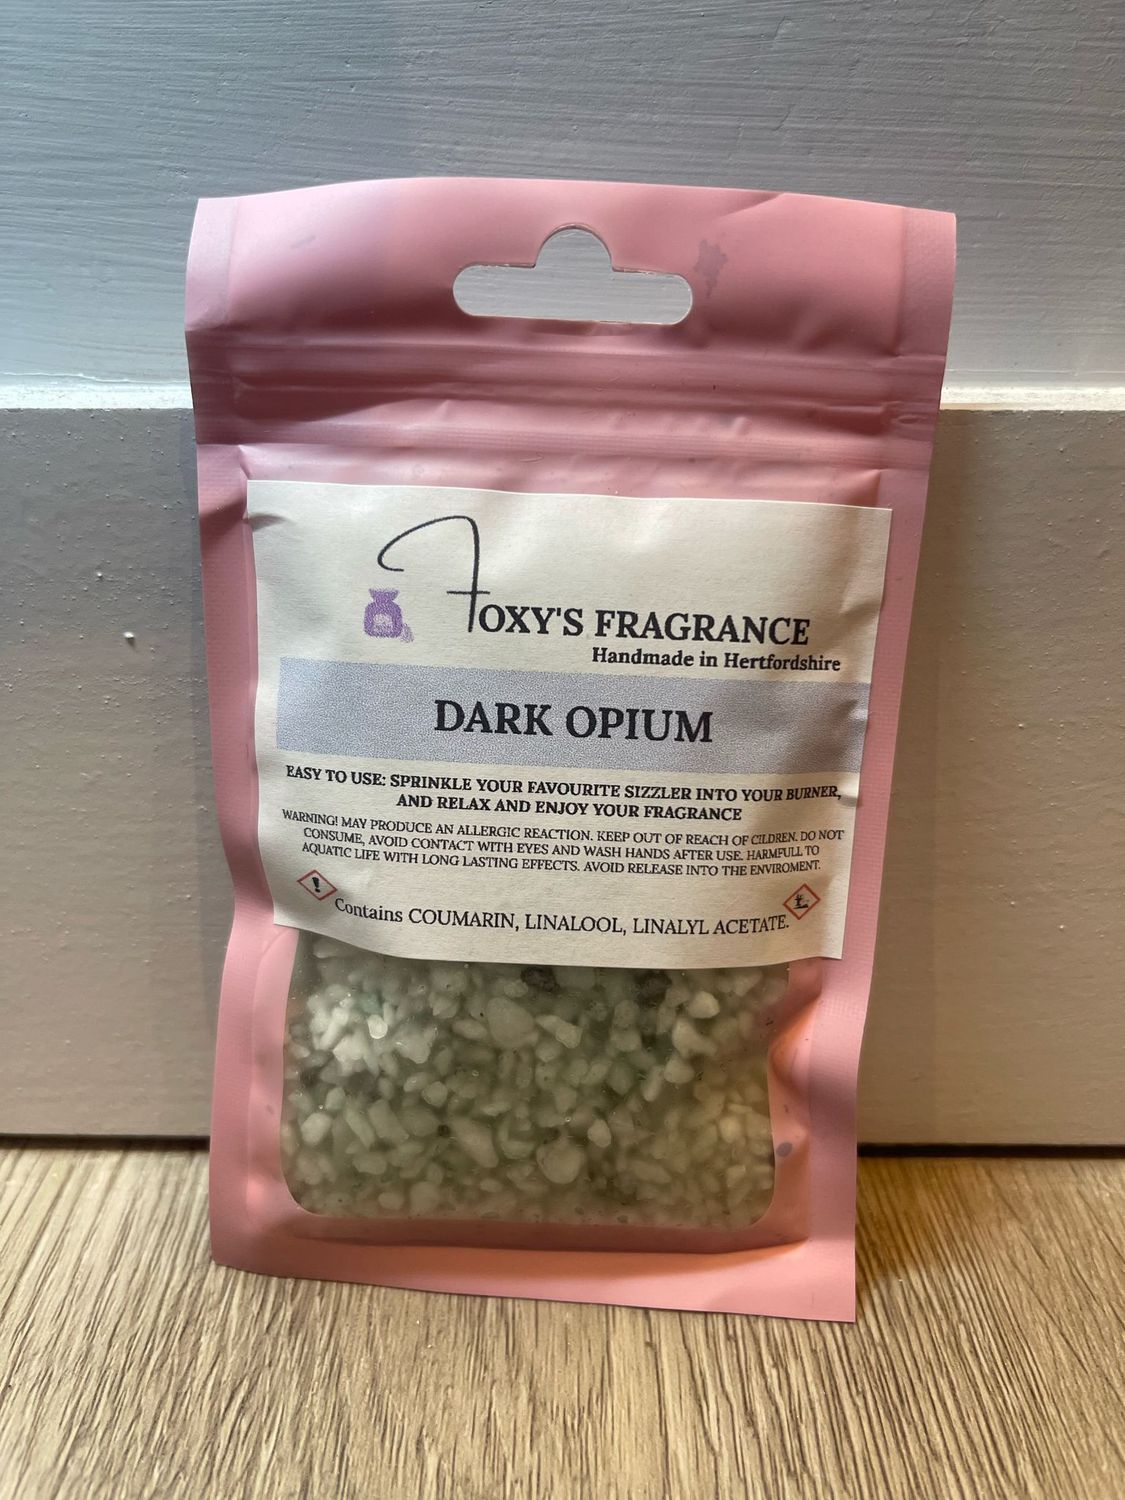 FOXY'S FRAGRANCE
Handmade in Hertfordshire
DARK OPIUM
EASY TO USE: SPRINKLE YOUR FAVOURITE SIZZLER INTO YOUR BURNER,
AND RELAX AND ENJOY YOUR FRAGRANCE
WARNING! MAY PRODUCE AN ALLERGIC REACTION. KEEP OUT OF REACH OF CILDREN. DO NOT
CONSUME, AVOID CONTACT WITH EYES AND WASH HANDS AFTER USE. HARMFULL TO
AQUATIC LIFE WITH LONG LASTING EFFECTS. AVOID RELEASE INTO THE ENVIROMENT.
Contains COUMARIN, LINALOOL, LINALYL ACETATE.